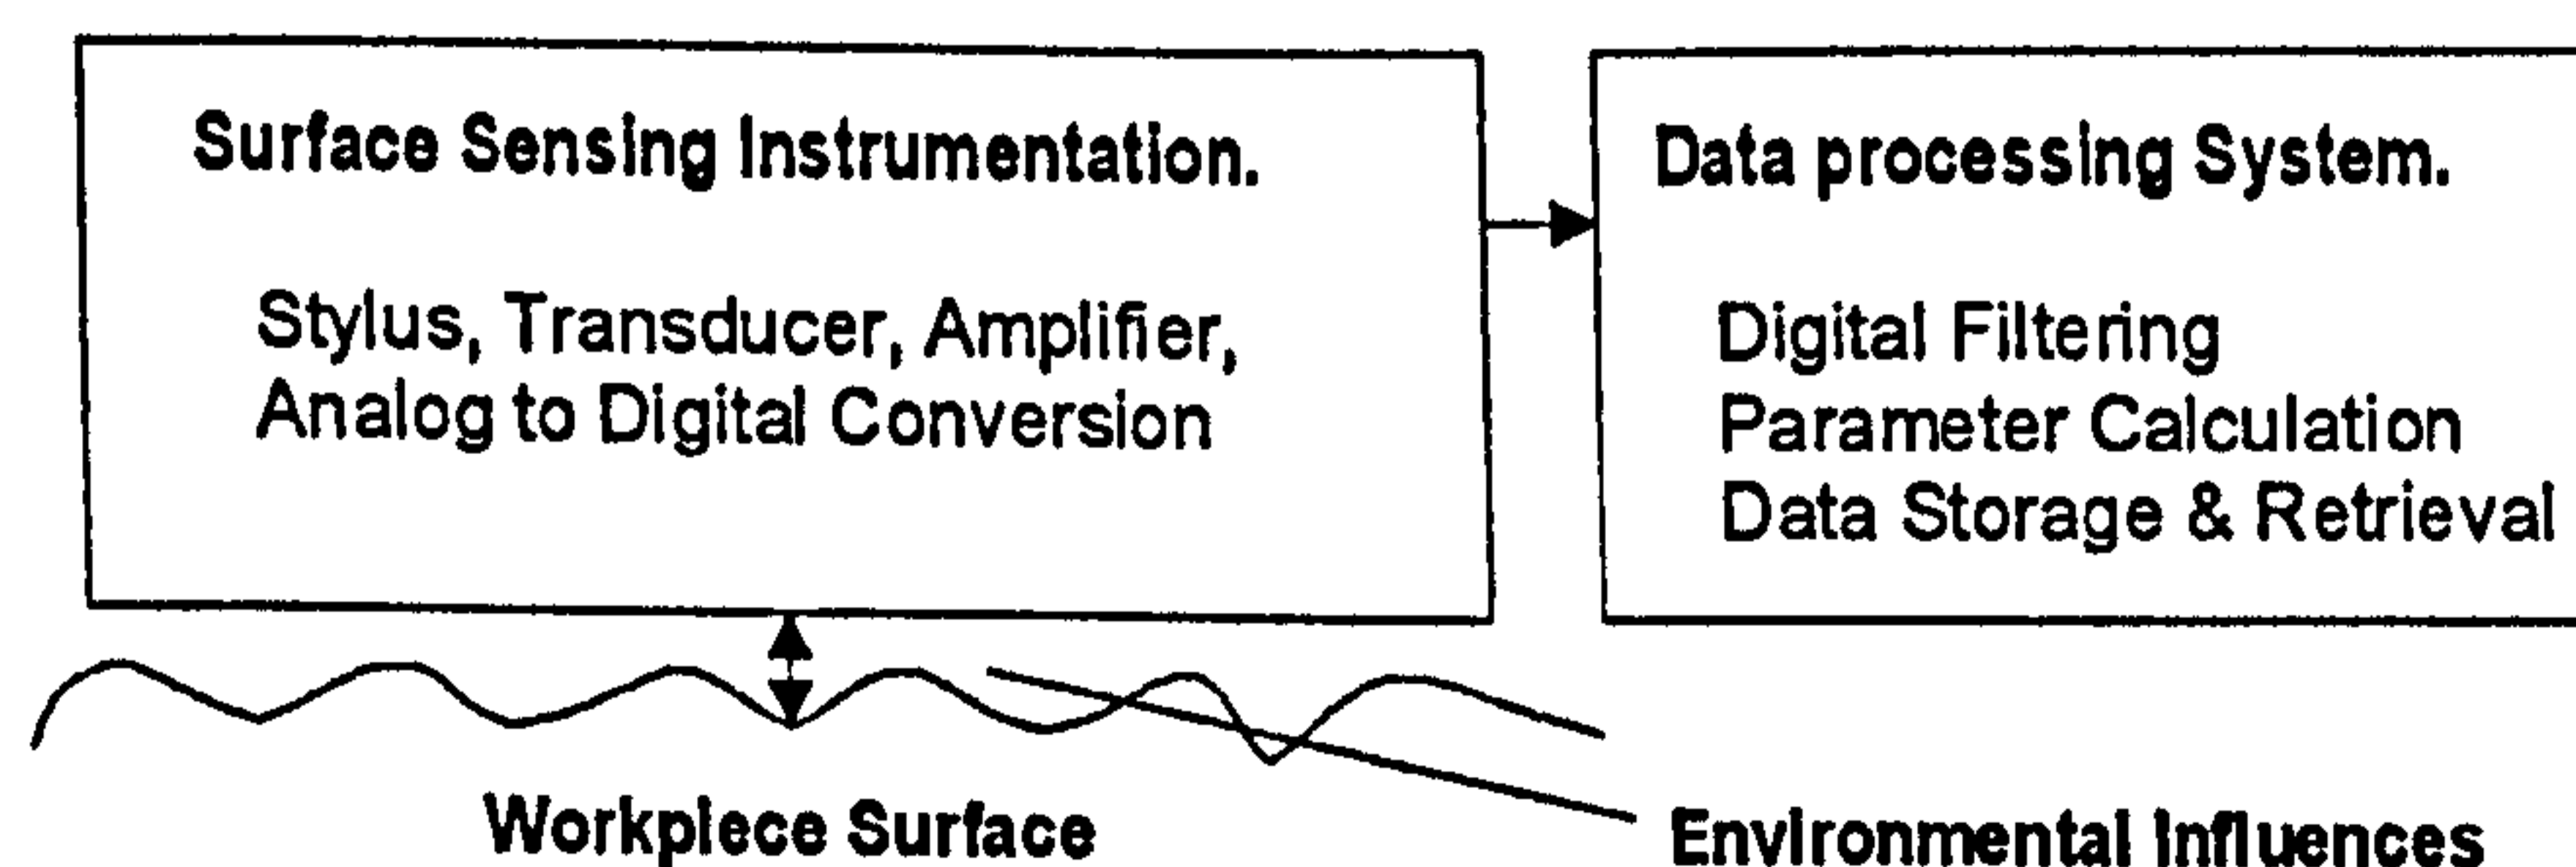 Surface Sensing Instrumentation.
Stylus, Transducer, Amplifier,
Analog to Digital Conversion
Data processing System.
Digital Filtering
Parameter Calculation
Data Storage & Retrieval
Workpiece Surface
Environmental Influences